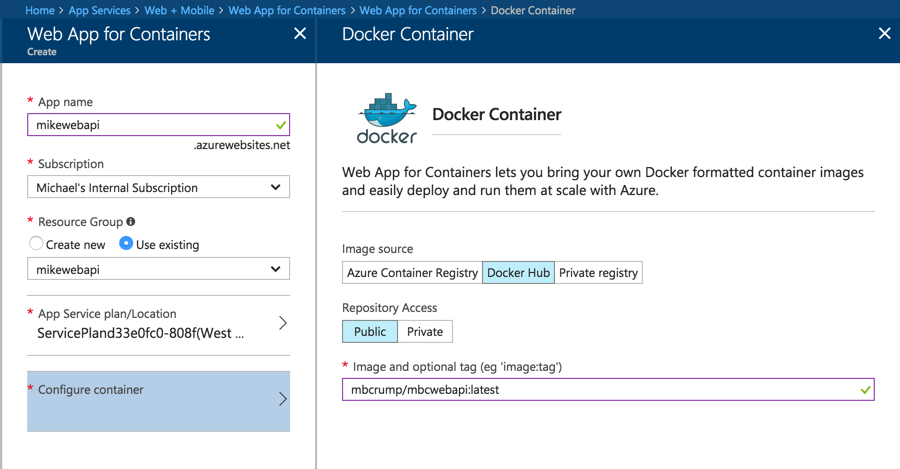 Home > App Services > Web + Mobile > Web App for Containers > Web App for Containers > Docker Container
Web App for Containers
Create
* App name
mikewebapi
.azurewebsites.net
* Subscription
Michael's Internal Subscription
* Resource Group
Create new Use existing
mikewebapi
* App Service plan/Location
ServicePland33e0fc0-808f(West ...
* Configure container
Docker Container
docker
Docker Container
Web App for Containers lets you bring your own Docker formatted container images
and easily deploy and run them at scale with Azure.
Image source
Azure Container Registry Docker Hub Private registry
Repository Access
Public Private
* Image and optional tag (eg 'image:tag')
mbcrump/mbcwebapi:latest